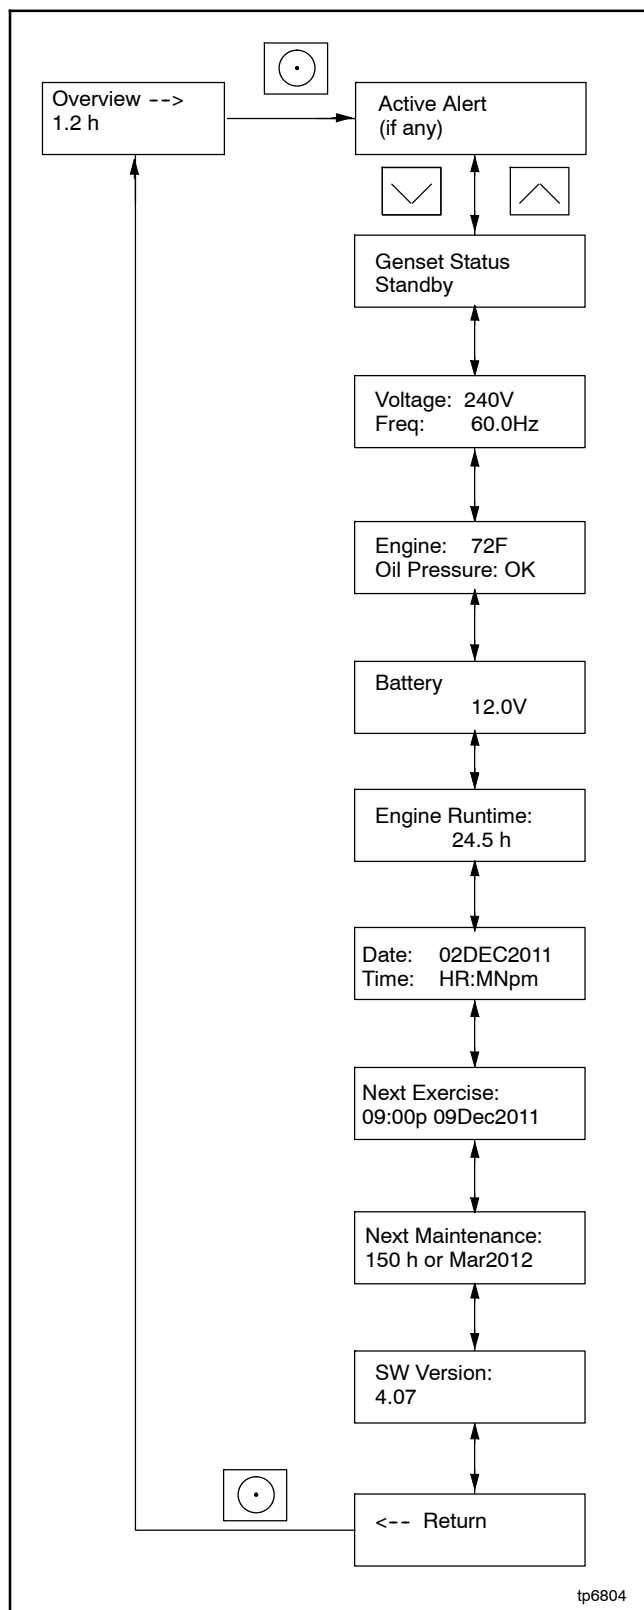 Overview -->
1.2 h
Active Alert
(if any)
Genset Status
Standby
Voltage: 240V
Freq: 60.0Hz
Engine: 72F
Oil Pressure: OK
Battery
12.0V
Engine Runtime:
24.5 h
Date: 02DEC2011
Time: HR:MNpm
Next Exercise:
09:00p 09Dec2011
Next Maintenance:
150 h or Mar2012
SW Version:
4.07
<-- Return
tp6804